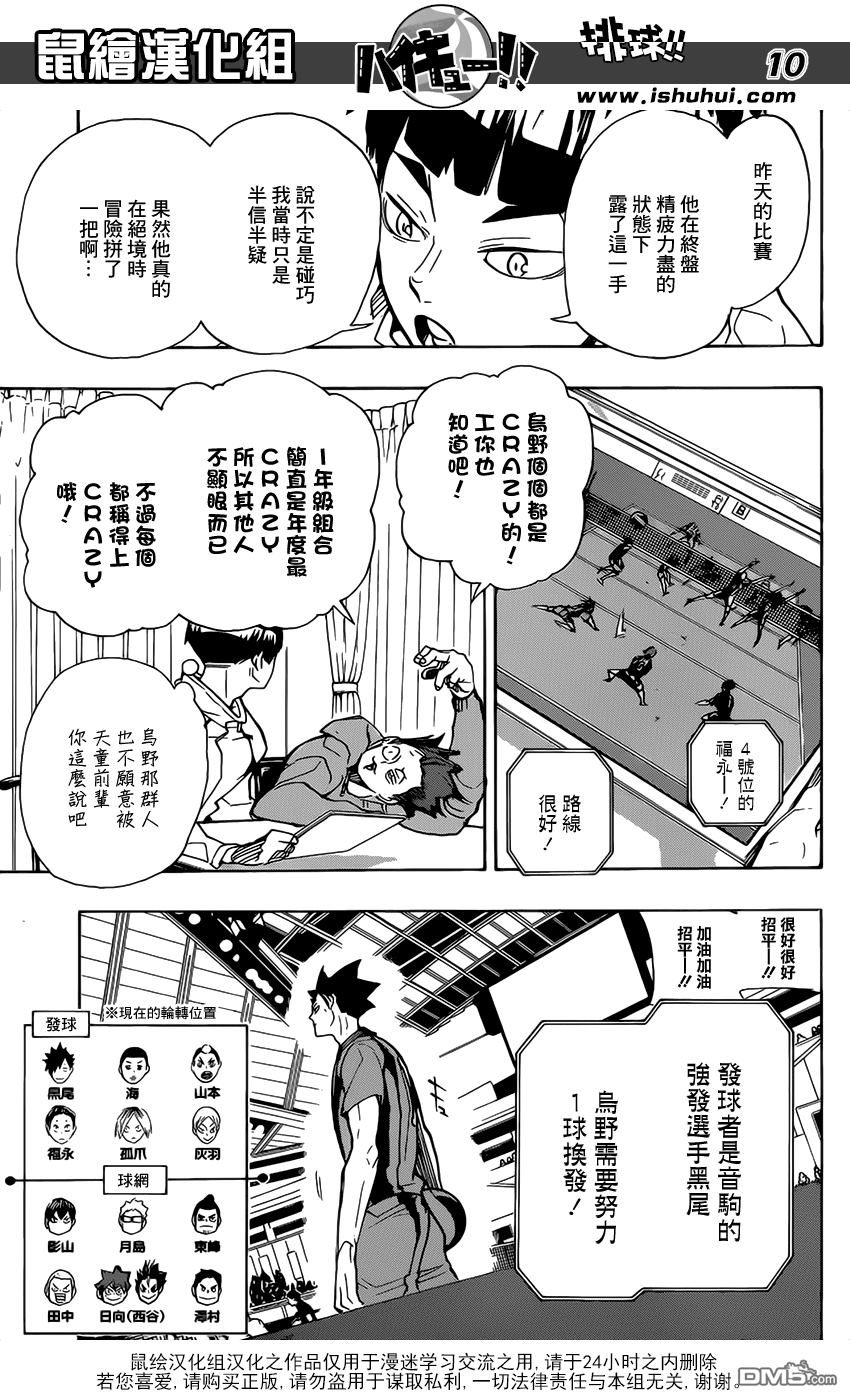 鼠繪漢化組
ハイキュー!!
排球!!
10
www.ishuhui.com
昨天的比賽
他在終盤
精疲力盡的
狀態下
露了這一手
說不定是碰巧
我當時只是
半信半疑
果然他真的
在絕境時
冒險拼了
一把啊…
A
B
4號位的
福永—!
路線
很好!
烏野個個都是
CRAZY的!
工你也
知道吧!
1年級組合
簡直是年度最
CRAZY
所以其他人
不顯眼而已
不過每個
都稱得上
CRAZY
哦!
烏野那群人
也不願意被
天童前輩
你這麼說吧
很好很好
招平—!!
加油加油
招平—!!
發球者是音駒的
強發選手黑尾
烏野需要努力
1球換發!
※現在的輪轉位置
發球
黑尾
海
山本
福永
孤爪
灰羽
球網
影山
月島
東峰
田中
日向(西谷)
澤村
鼠绘汉化组汉化之作品仅用于漫迷学习交流之用,请于24小时之内删除
若您喜爱,请购买正版,请勿盗用于谋取私利,一切法律责任与本组无关,谢谢。
DM5.com